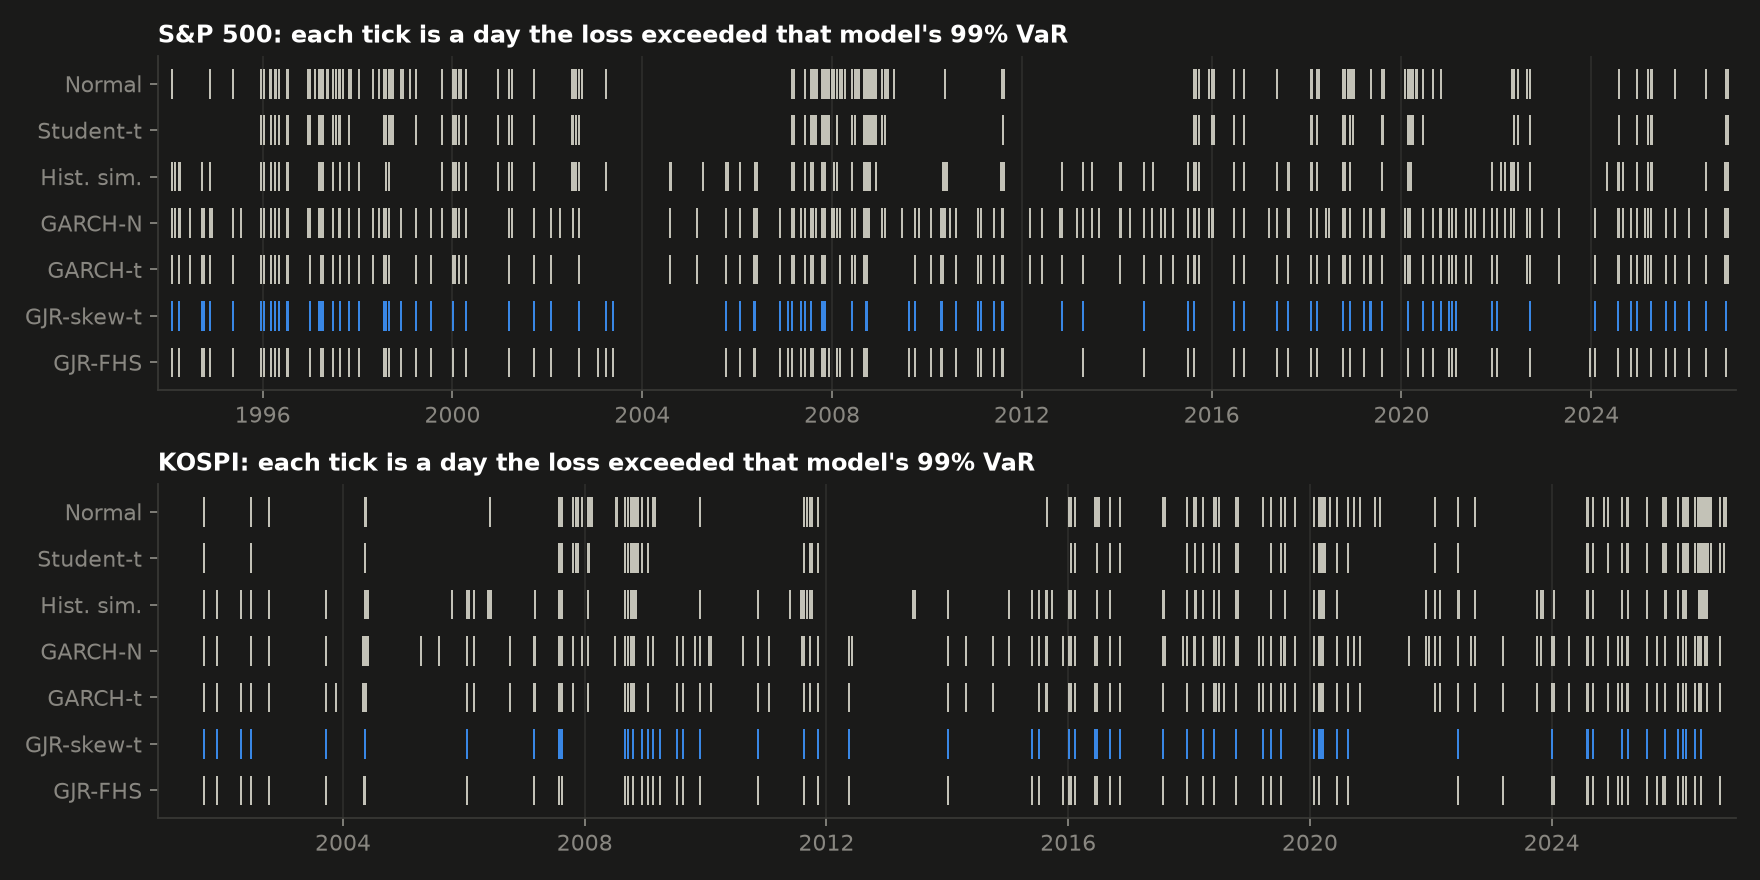 S&P 500: each tick is a day the loss exceeded that model's 99% VaR
Normal
Student-t
Hist. sim.
GARCH-N
GARCH-t
GJR-skew-t
GJR-FHS
1996 2000 2004 2008 2012 2016 2020 2024
KOSPI: each tick is a day the loss exceeded that model's 99% VaR
Normal
Student-t
Hist. sim.
GARCH-N
GARCH-t
GJR-skew-t
GJR-FHS
2004 2008 2012 2016 2020 2024